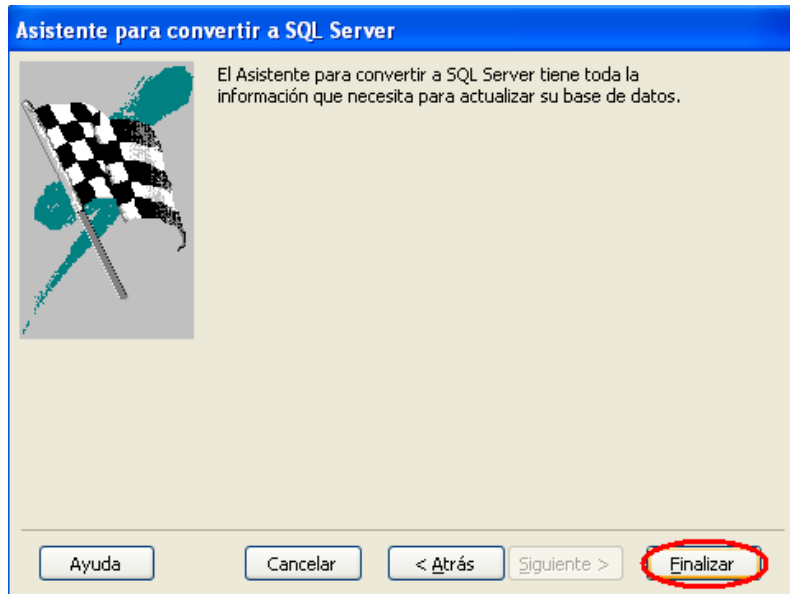 Asistente para convertir a SQL Server
El Asistente para convertir a SQL Server tiene toda la
información que necesita para actualizar su base de datos.
Ayuda
Cancelar
< Atrás
Siguiente >
Finalizar